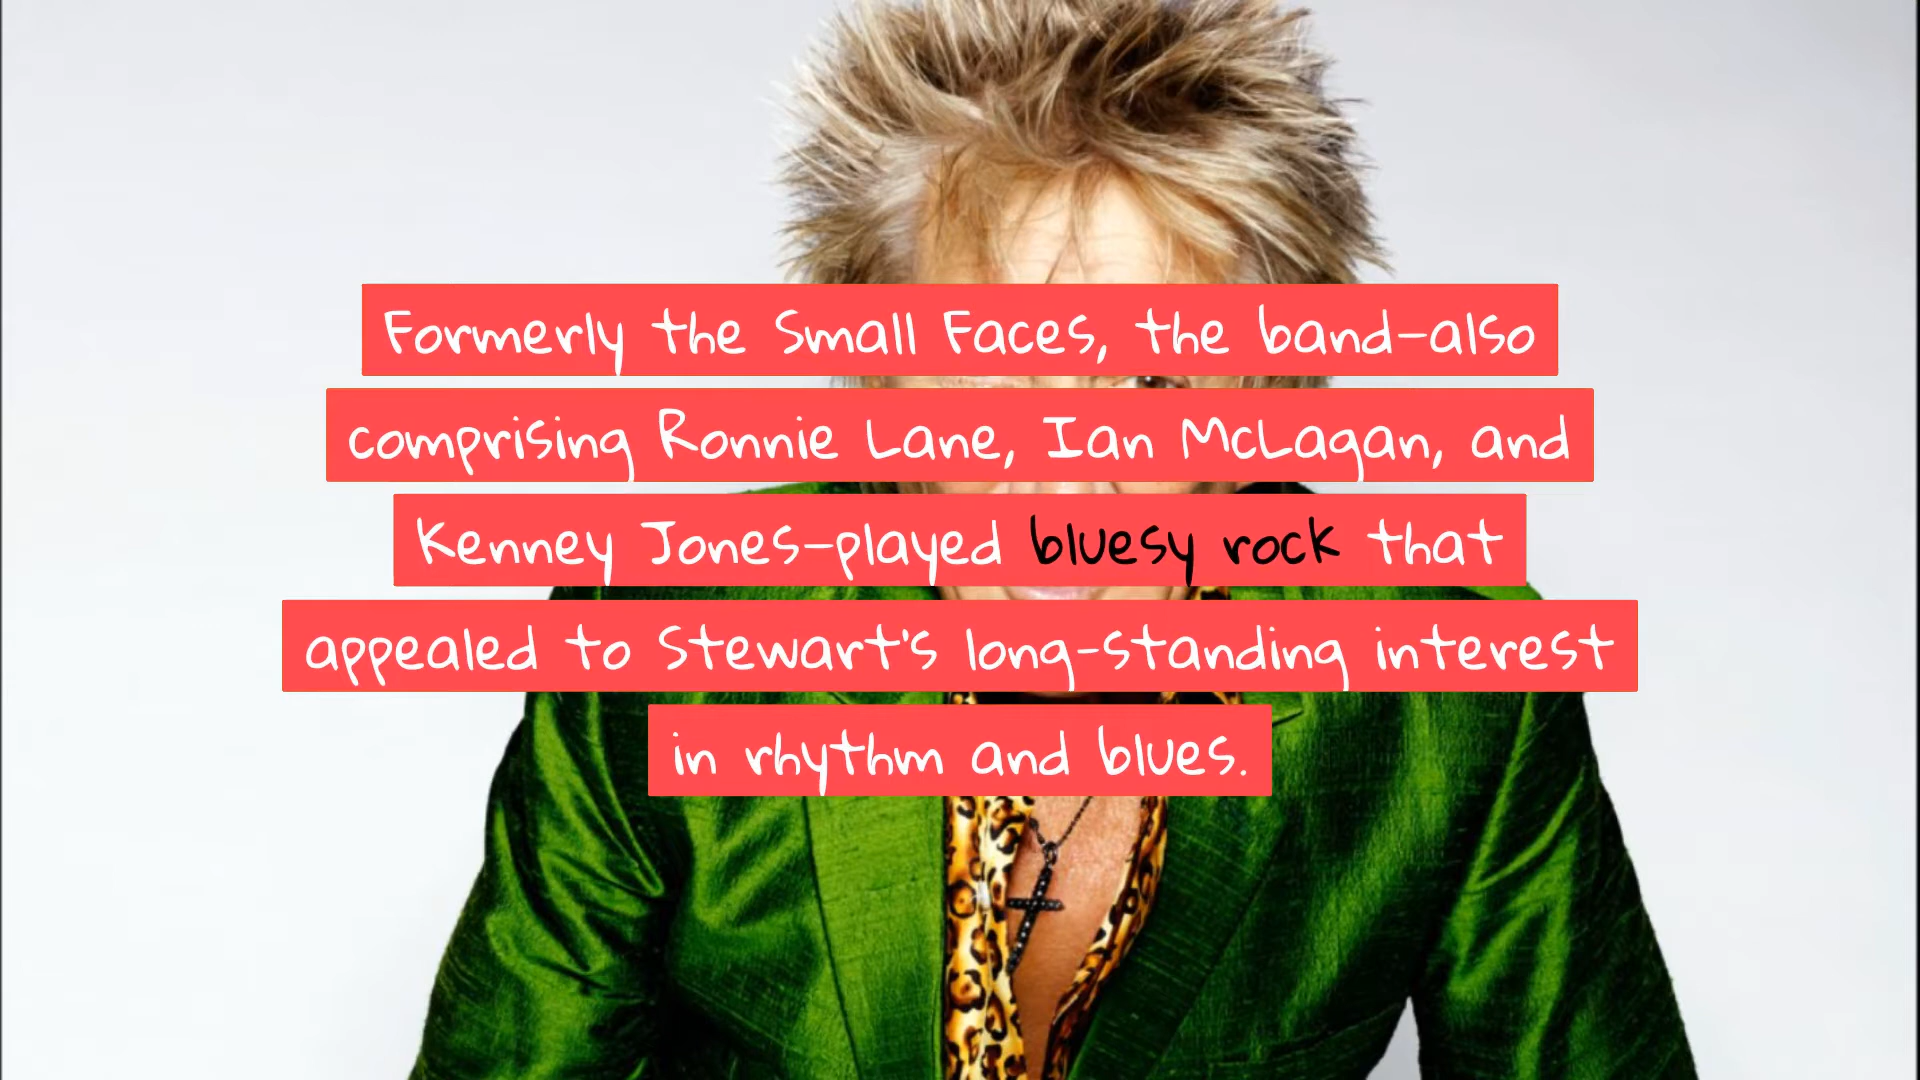 Formerly the Small Faces, the band-also
comprising Ronnie Lane, Ian McLagan, and
Kenney Jones-played bluesy rock that
appealed to Stewart's long-standing interest
in rhythm and blues.